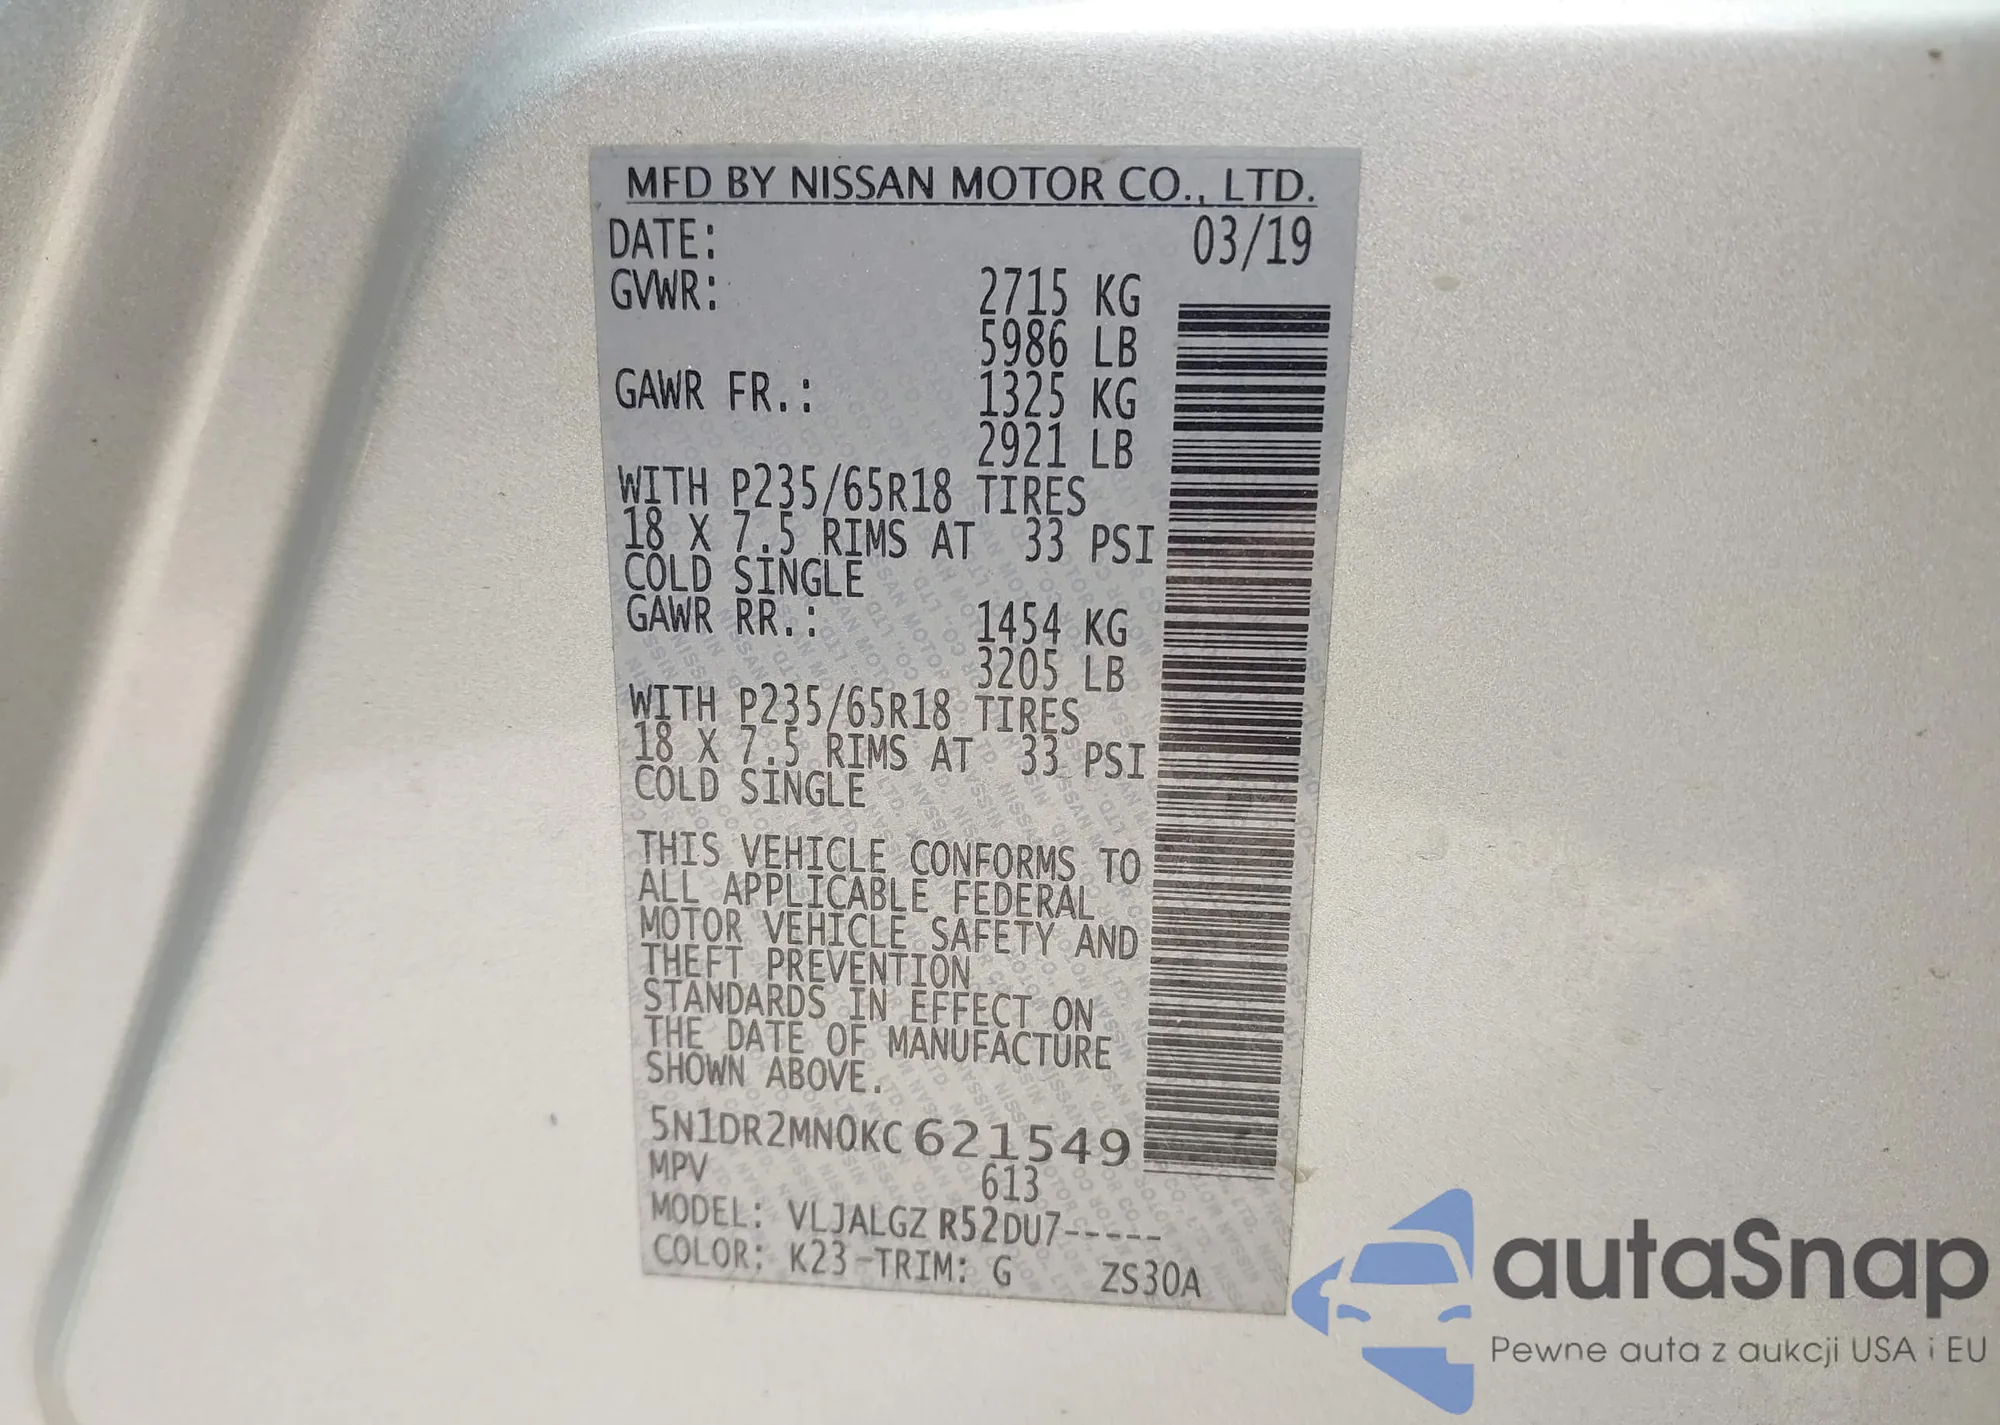 MFD BY NISSAN MOTOR CO., LTD.
DATE: 03/19
GVWR: 2715 KG
5986 LB
GAWR FR.: 1325 KG
2921 LB
WITH P235/65R18 TIRES
18 X 7.5 RIMS AT 33 PSI
COLD SINGLE
GAWR RR.: 1454 KG
3205 LB
WITH P235/65R18 TIRES
18 X 7.5 RIMS AT 33 PSI
COLD SINGLE
THIS VEHICLE CONFORMS TO
ALL APPLICABLE FEDERAL
MOTOR VEHICLE SAFETY AND
THEFT PREVENTION
STANDARDS IN EFFECT ON
THE DATE OF MANUFACTURE
SHOWN ABOVE.
5N1DR2MN0KC621549
MPV 613
MODEL: VLJALGZ R52DU7-----
COLOR: K23-TRIM: G ZS30A
autaSnap
Pewne auta z aukcji USA i EU